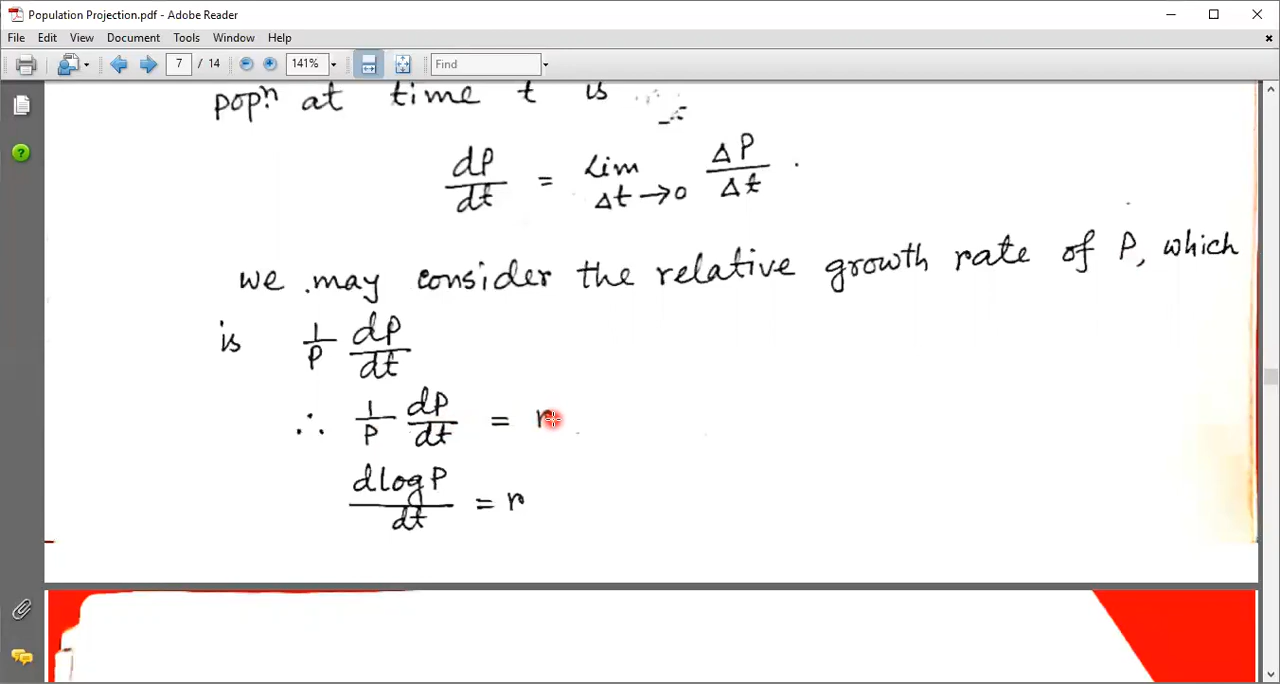 Population Projection.pdf - Adobe Reader
File Edit View Document Tools Window Help
7 / 14 141% Find
popⁿ at time t is
dP/dt = Lim Δt→0 ΔP/Δt .
we may consider the relative growth rate of P, which
is 1/P dP/dt
∴ 1/P dP/dt = r
dlogP/dt = r